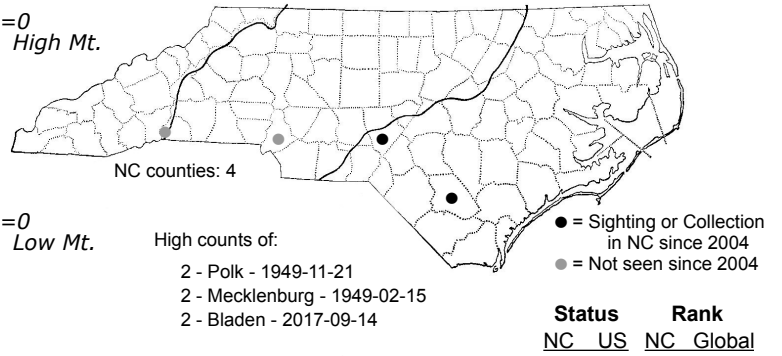 =0
High Mt.
NC counties: 4
=0
Low Mt.
High counts of:
2 - Polk - 1949-11-21
2 - Mecklenburg - 1949-02-15
2 - Bladen - 2017-09-14
● = Sighting or Collection
in NC since 2004
● = Not seen since 2004
Status Rank
NC US NC Global